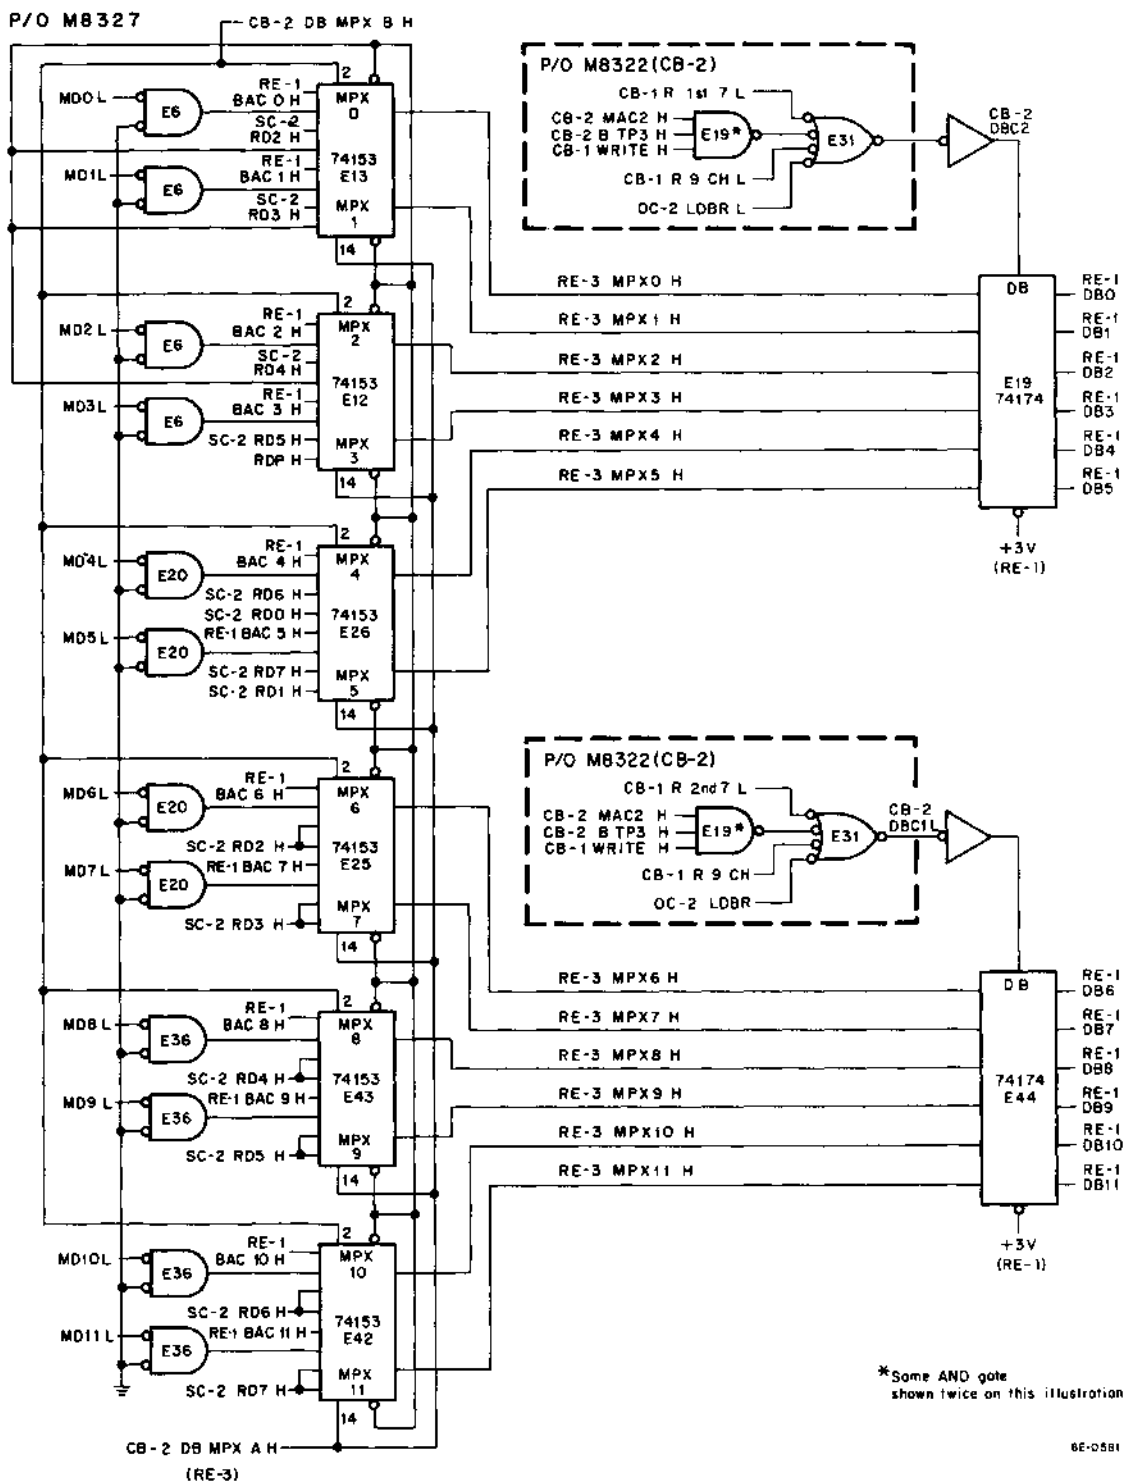 P/O M8327
CB-2 DB MPX B H
MD0 L
E6
RE-1
BAC 0 H
SC-2
RD2 H
MD1L
E6
RE-1
BAC 1 H
SC-2
RD3 H
2
MPX
0
74153
E13
MPX
1
14
MD2 L
E6
RE-1
BAC 2 H
SC-2
RD4 H
MD3L
E6
RE-1
BAC 3 H
SC-2 RD5 H
RDP H
2
MPX
2
74153
E12
MPX
3
14
MD4L
E20
RE-1
BAC 4 H
SC-2 RD6 H
SC-2 RD0 H
RE-1 BAC 5 H
MD5L
E20
SC-2 RD7 H
SC-2 RD1 H
2
MPX
4
74153
E26
MPX
5
14
MD6L
E20
RE-1
BAC 6 H
SC-2 RD2 H
MD7L
E20
RE-1 BAC 7 H
SC-2 RD3 H
2
MPX
6
74153
E25
MPX
7
14
MD8L
E36
RE-1
BAC 8 H
SC-2 RD4 H
MD9 L
E36
RE-1 BAC 9 H
SC-2 RD5 H
2
MPX
8
74153
E43
MPX
9
14
MD10L
E36
RE-1
BAC 10 H
SC-2 RD6 H
MD11 L
E36
RE-1 BAC 11 H
SC-2 RD7 H
2
MPX
10
74153
E42
MPX
11
14
CB-2 DB MPX A H
(RE-3)
P/O M8322(CB-2)
CB-1 R 1st 7 L
CB-2 MAC2 H
CB-2 B TP3 H
CB-1 WRITE H
E19*
E31
CB-1 R 9 CH L
OC-2 LDBR L
CB-2
DBC2
RE-3 MPX0 H
RE-3 MPX1 H
RE-3 MPX2 H
RE-3 MPX3 H
RE-3 MPX4 H
RE-3 MPX5 H
DB
E19
74174
RE-1
DB0
RE-1
DB1
RE-1
DB2
RE-1
DB3
RE-1
DB4
RE-1
DB5
+3V
(RE-1)
P/O M8322(CB-2)
CB-1 R 2nd 7 L
CB-2 MAC2 H
CB-2 B TP3 H
CB-1 WRITE H
E19*
E31
CB-1 R 9 CH
OC-2 LDBR
CB-2
DBC1L
RE-3 MPX6 H
RE-3 MPX7 H
RE-3 MPX8 H
RE-3 MPX9 H
RE-3 MPX10 H
RE-3 MPX11 H
DB
74174
E44
RE-1
DB6
RE-1
DB7
RE-1
DB8
RE-1
DB9
RE-1
DB10
RE-1
DB11
+3V
(RE-1)
*Same AND gate
shown twice on this illustration
8E-0581